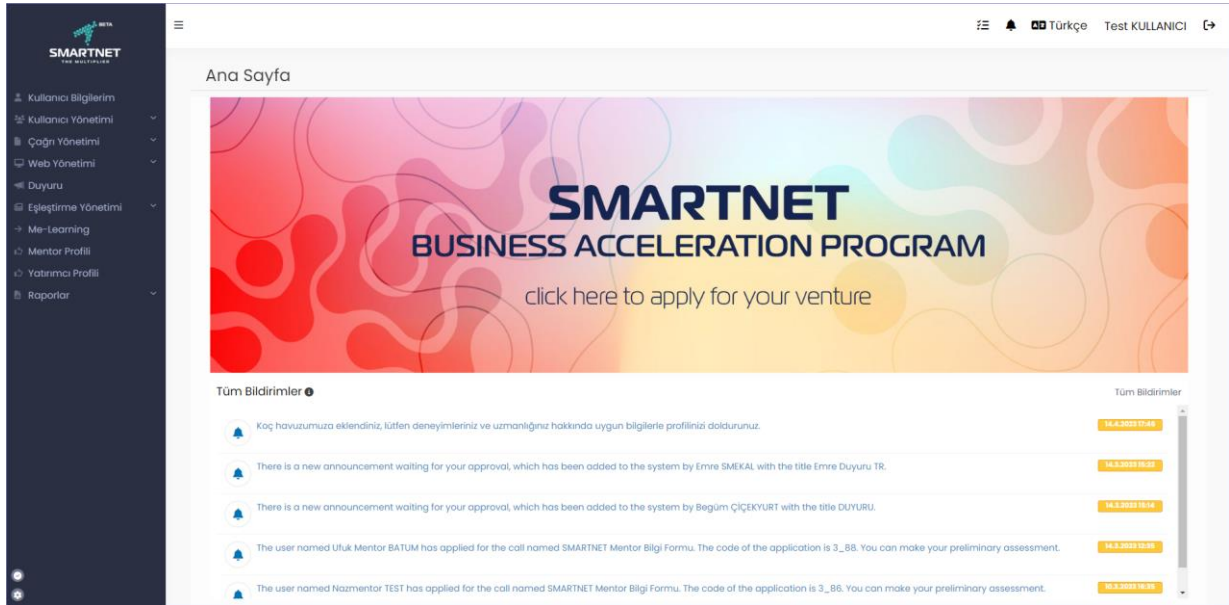 BETA
SMARTNET
THE MULTIPLIER
Türkçe
Test KULLANICI
Kullanıcı Bilgilerim
Kullanıcı Yönetimi
Çağrı Yönetimi
Web Yönetimi
Duyuru
Eşleştirme Yönetimi
Me-Learning
Mentor Profili
Yatırımcı Profili
Raporlar
Ana Sayfa
SMARTNET
BUSINESS ACCELERATION PROGRAM
click here to apply for your venture
Tüm Bildirimler
Tüm Bildirimler
Koç havuzumuza eklendiniz, lütfen deneyimleriniz ve uzmanlığınız hakkında uygun bilgilerle profilinizi doldurunuz.
14.4.2023 17:46
There is a new announcement waiting for your approval, which has been added to the system by Emre SMEKAL with the title Emre Duyuru TR.
There is a new announcement waiting for your approval, which has been added to the system by Begüm ÇİÇEKYURT with the title DUYURU.
The user named Ufuk Mentor BATUM has applied for the call named SMARTNET Mentor Bilgi Formu. The code of the application is 3_88. You can make your preliminary assessment.
The user named Nazmentor TEST has applied for the call named SMARTNET Mentor Bilgi Formu. The code of the application is 3_86. You can make your preliminary assessment.